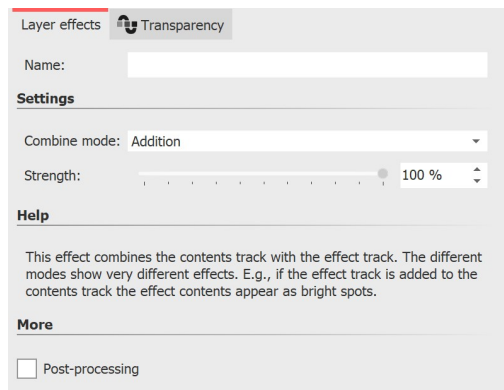 Layer effects Transparency
Name:
Settings
Combine mode: Addition
Strength: 100 %
Help
This effect combines the contents track with the effect track. The different
modes show very different effects. E.g., if the effect track is added to the
contents track the effect contents appear as bright spots.
More
Post-processing